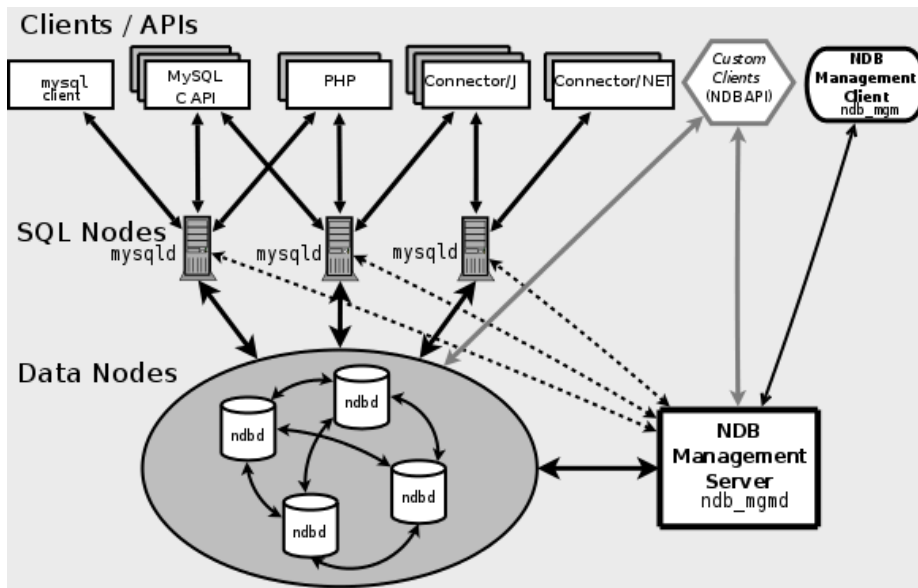 Clients / APIs
mysql
client
MySQL
C API
PHP
Connector/J
Connector/NET
Custom
Clients
(NDBAPI)
NDB
Management
Client
ndb_mgm
SQL Nodes
mysqld
mysqld
mysqld
Data Nodes
ndbd
ndbd
ndbd
ndbd
NDB
Management
Server
ndb_mgmd